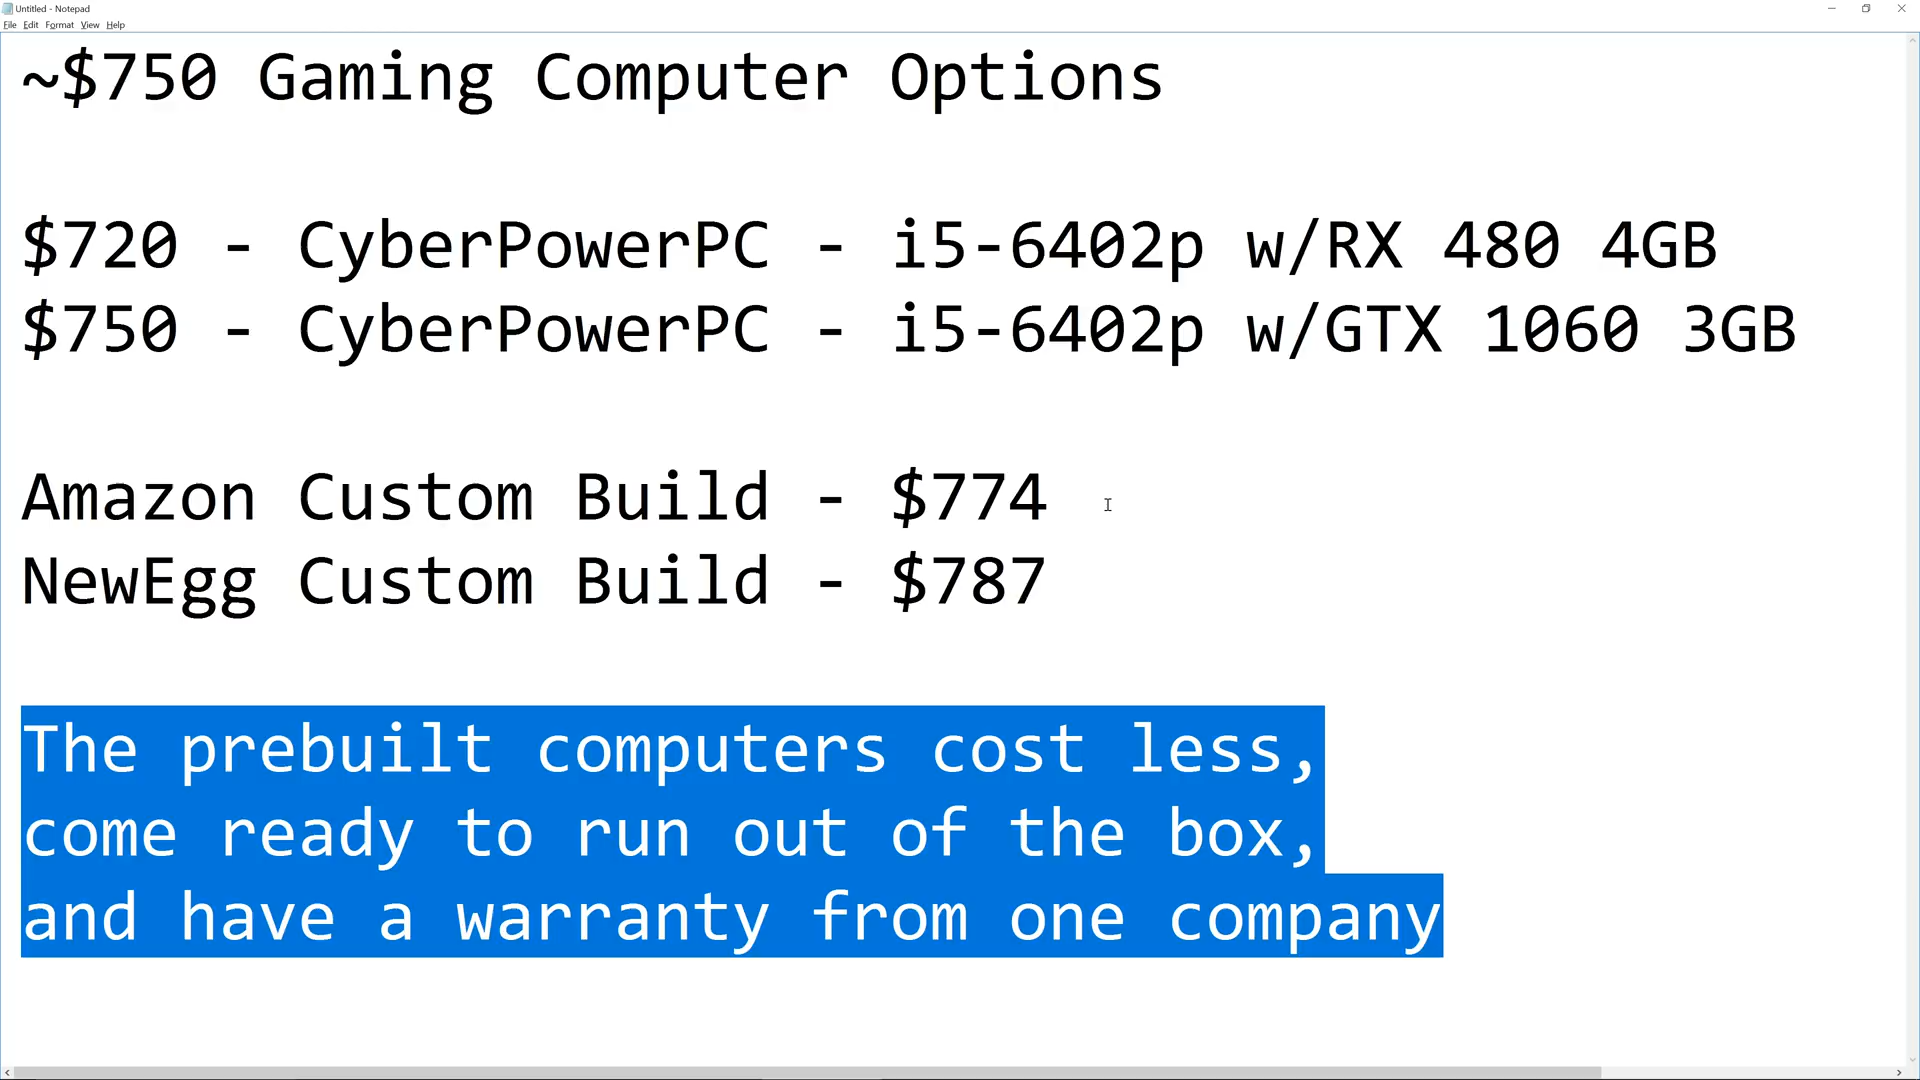 Untitled - Notepad
File Edit Format View Help
~$750 Gaming Computer Options
$720 - CyberPowerPC - i5-6402p w/RX 480 4GB
$750 - CyberPowerPC - i5-6402p w/GTX 1060 3GB
Amazon Custom Build - $774
NewEgg Custom Build - $787
The prebuilt computers cost less,
come ready to run out of the box,
and have a warranty from one company